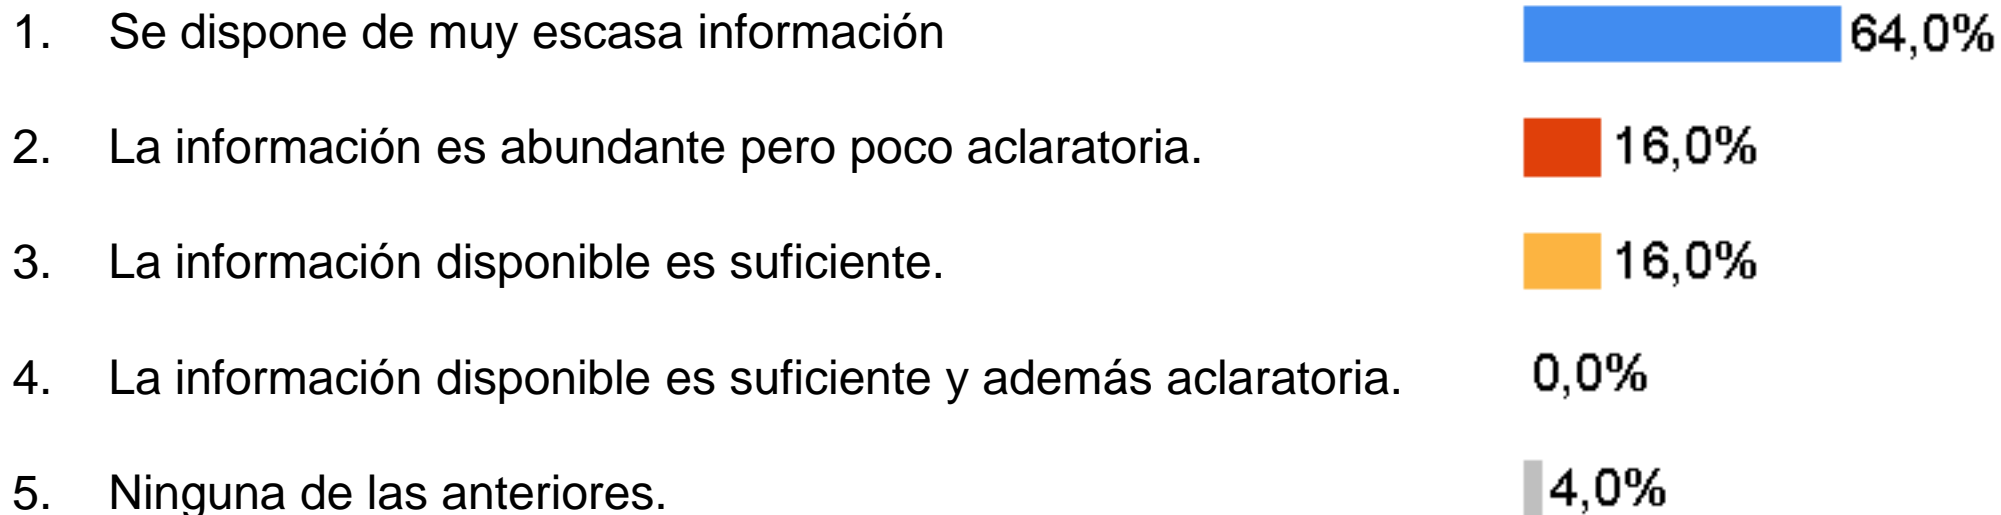 1. Se dispone de muy escasa información 64,0%
2. La información es abundante pero poco aclaratoria. 16,0%
3. La información disponible es suficiente. 16,0%
4. La información disponible es suficiente y además aclaratoria. 0,0%
5. Ninguna de las anteriores. 4,0%